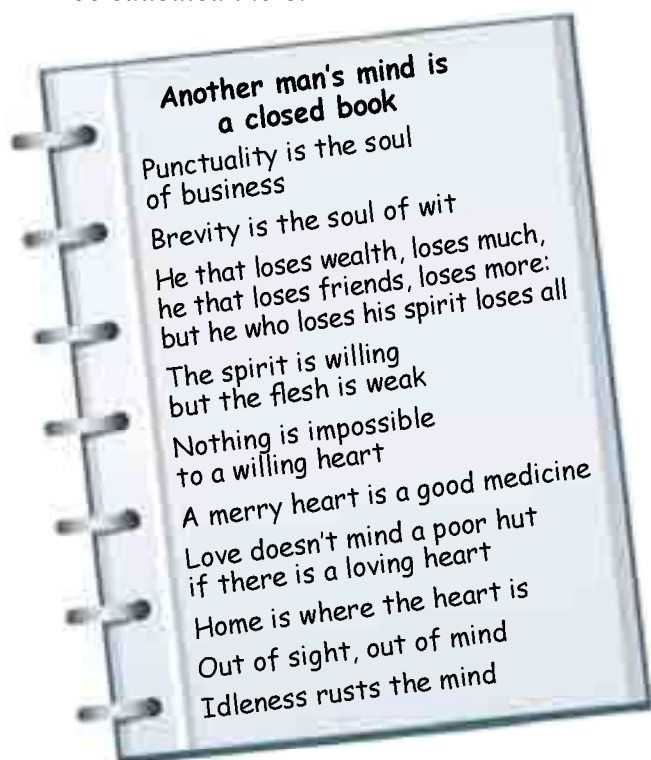 Another man's mind is
a closed book
Punctuality is the soul
of business
Brevity is the soul of wit
He that loses wealth, loses much,
he that loses friends, loses more:
but he who loses his spirit loses all
The spirit is willing
but the flesh is weak
Nothing is impossible
to a willing heart
A merry heart is a good medicine
Love doesn't mind a poor hut
if there is a loving heart
Home is where the heart is
Out of sight, out of mind
Idleness rusts the mind